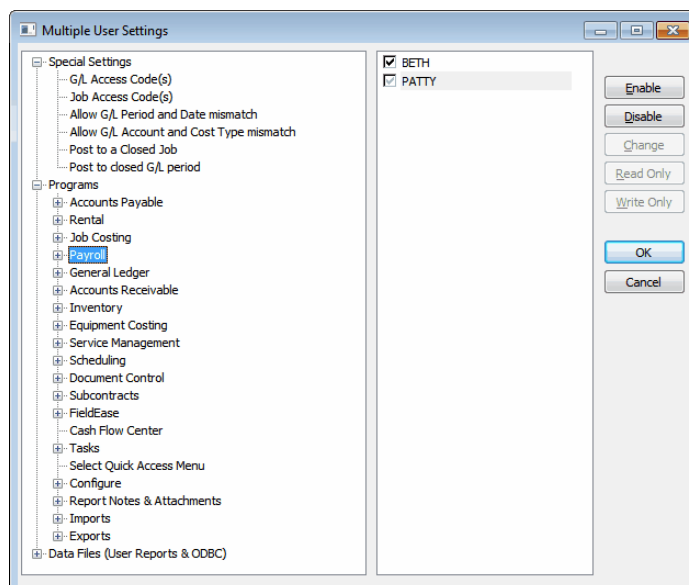 Multiple User Settings
Special Settings
G/L Access Code(s)
Job Access Code(s)
Allow G/L Period and Date mismatch
Allow G/L Account and Cost Type mismatch
Post to a Closed Job
Post to closed G/L period
Programs
Accounts Payable
Rental
Job Costing
Payroll
General Ledger
Accounts Receivable
Inventory
Equipment Costing
Service Management
Scheduling
Document Control
Subcontracts
FieldEase
Cash Flow Center
Tasks
Select Quick Access Menu
Configure
Report Notes & Attachments
Imports
Exports
Data Files (User Reports & ODBC)
BETH
PATTY
Enable
Disable
Change
Read Only
Write Only
OK
Cancel